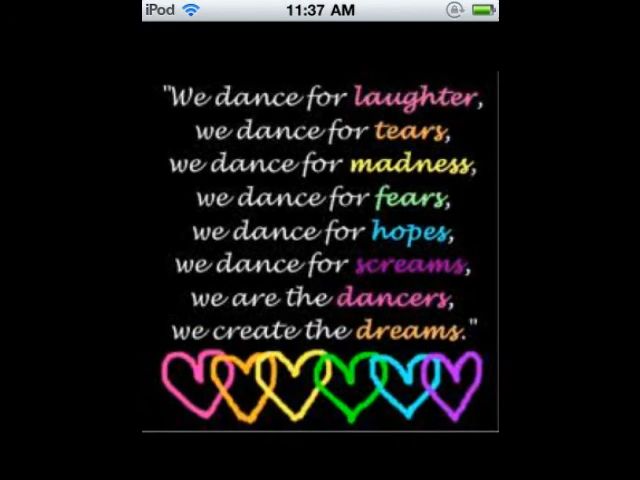 iPod 11:37 AM
"We dance for laughter,
we dance for tears,
we dance for madness,
we dance for fears,
we dance for hopes,
we dance for screams,
we are the dancers,
we create the dreams."